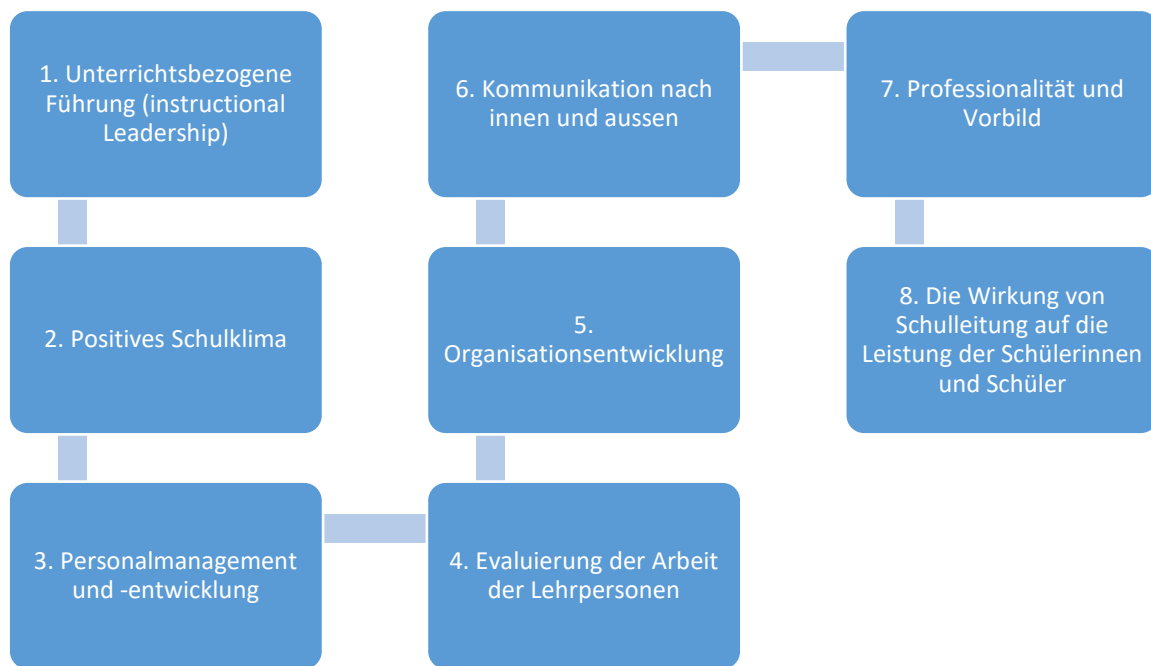 1. Unterrichtsbezogene
Führung (instructional
Leadership)
2. Positives Schulklima
3. Personalmanagement
und -entwicklung
4. Evaluierung der Arbeit
der Lehrpersonen
5.
Organisationsentwicklung
6. Kommunikation nach
innen und aussen
7. Professionalität und
Vorbild
8. Die Wirkung von
Schulleitung auf die
Leistung der Schülerinnen
und Schüler